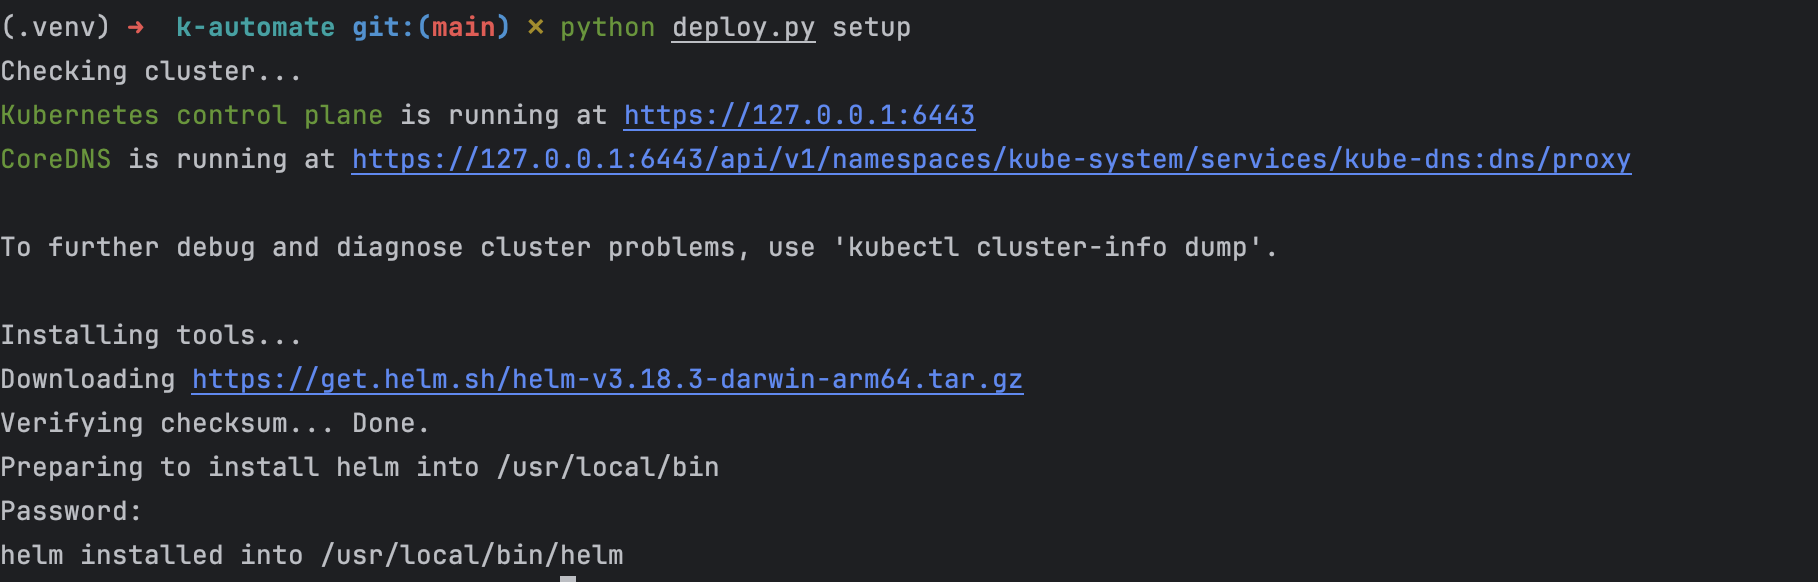 (.venv) ➜  k-automate git:(main) ✗ python deploy.py setup
Checking cluster...
Kubernetes control plane is running at https://127.0.0.1:6443
CoreDNS is running at https://127.0.0.1:6443/api/v1/namespaces/kube-system/services/kube-dns:dns/proxy
To further debug and diagnose cluster problems, use 'kubectl cluster-info dump'.
Installing tools...
Downloading https://get.helm.sh/helm-v3.18.3-darwin-arm64.tar.gz
Verifying checksum... Done.
Preparing to install helm into /usr/local/bin
Password:
helm installed into /usr/local/bin/helm